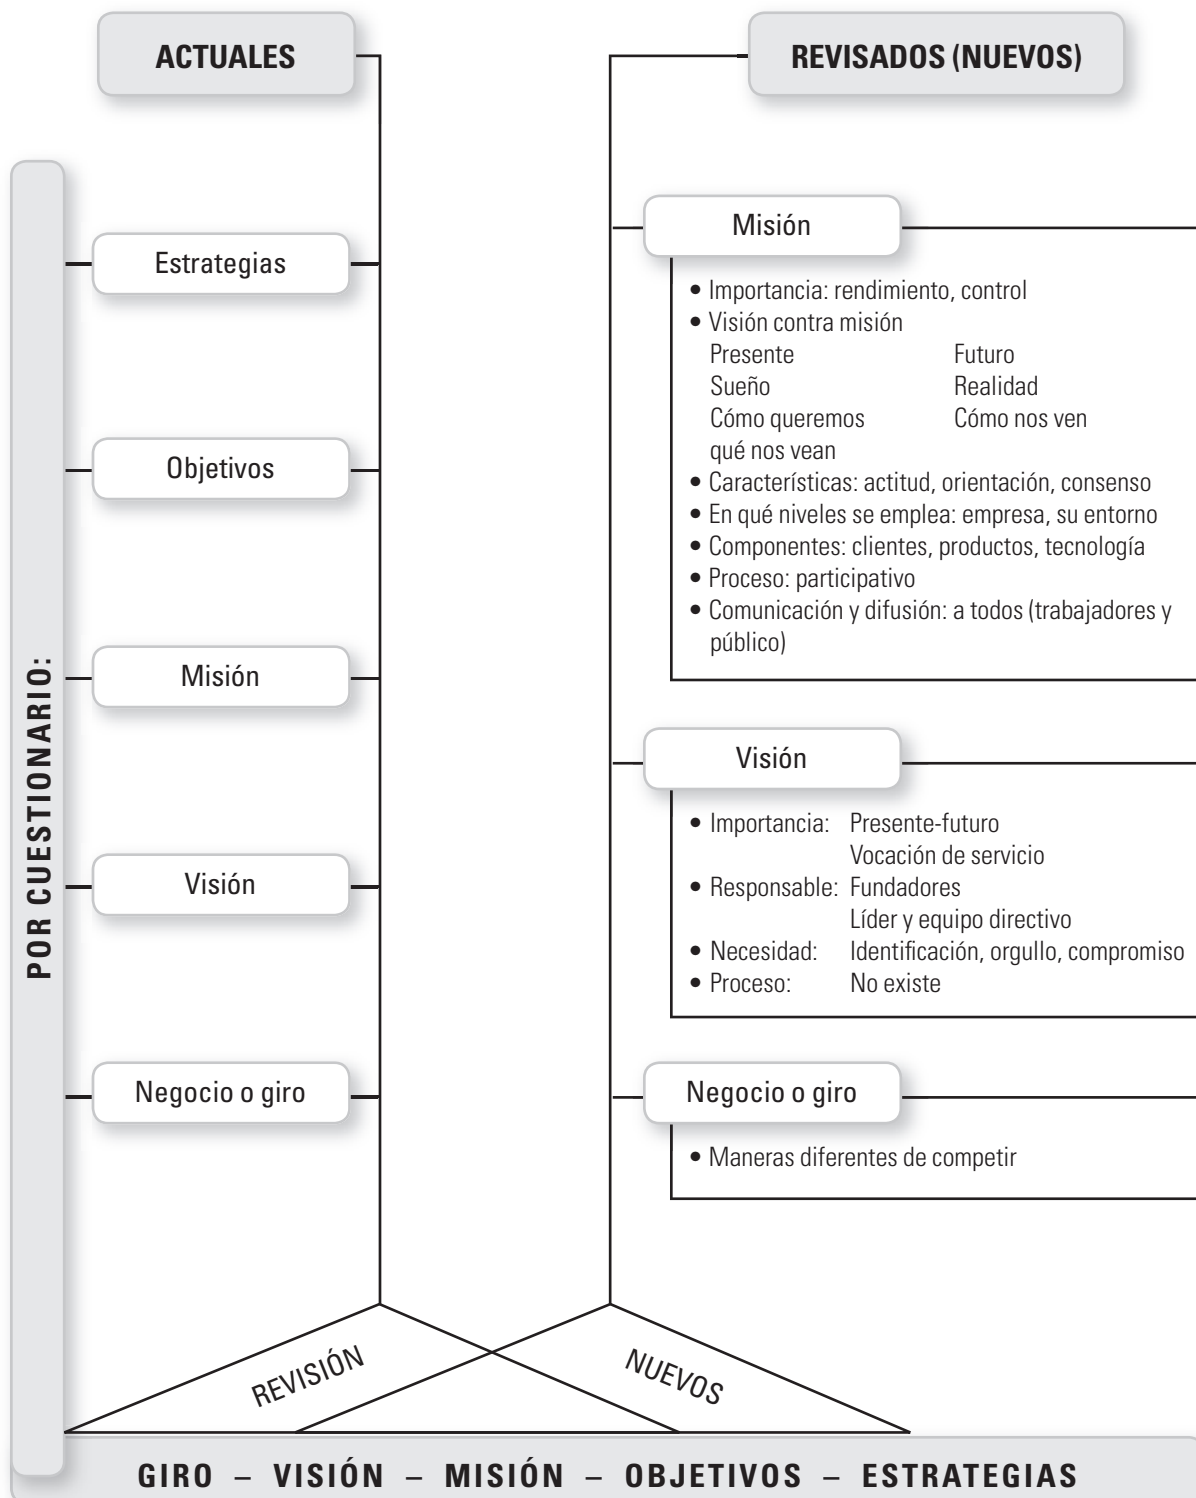 ACTUALES
POR CUESTIONARIO:
Estrategias
Objetivos
Misión
Visión
Negocio o giro
REVISADOS (NUEVOS)
Misión
• Importancia: rendimiento, control
• Visión contra misión
Presente Futuro
Sueño Realidad
Cómo queremos Cómo nos ven
qué nos vean
• Características: actitud, orientación, consenso
• En qué niveles se emplea: empresa, su entorno
• Componentes: clientes, productos, tecnología
• Proceso: participativo
• Comunicación y difusión: a todos (trabajadores y
público)
Visión
• Importancia: Presente-futuro
Vocación de servicio
• Responsable: Fundadores
Líder y equipo directivo
• Necesidad: Identificación, orgullo, compromiso
• Proceso: No existe
Negocio o giro
• Maneras diferentes de competir
REVISIÓN
NUEVOS
GIRO – VISIÓN – MISIÓN – OBJETIVOS – ESTRATEGIAS